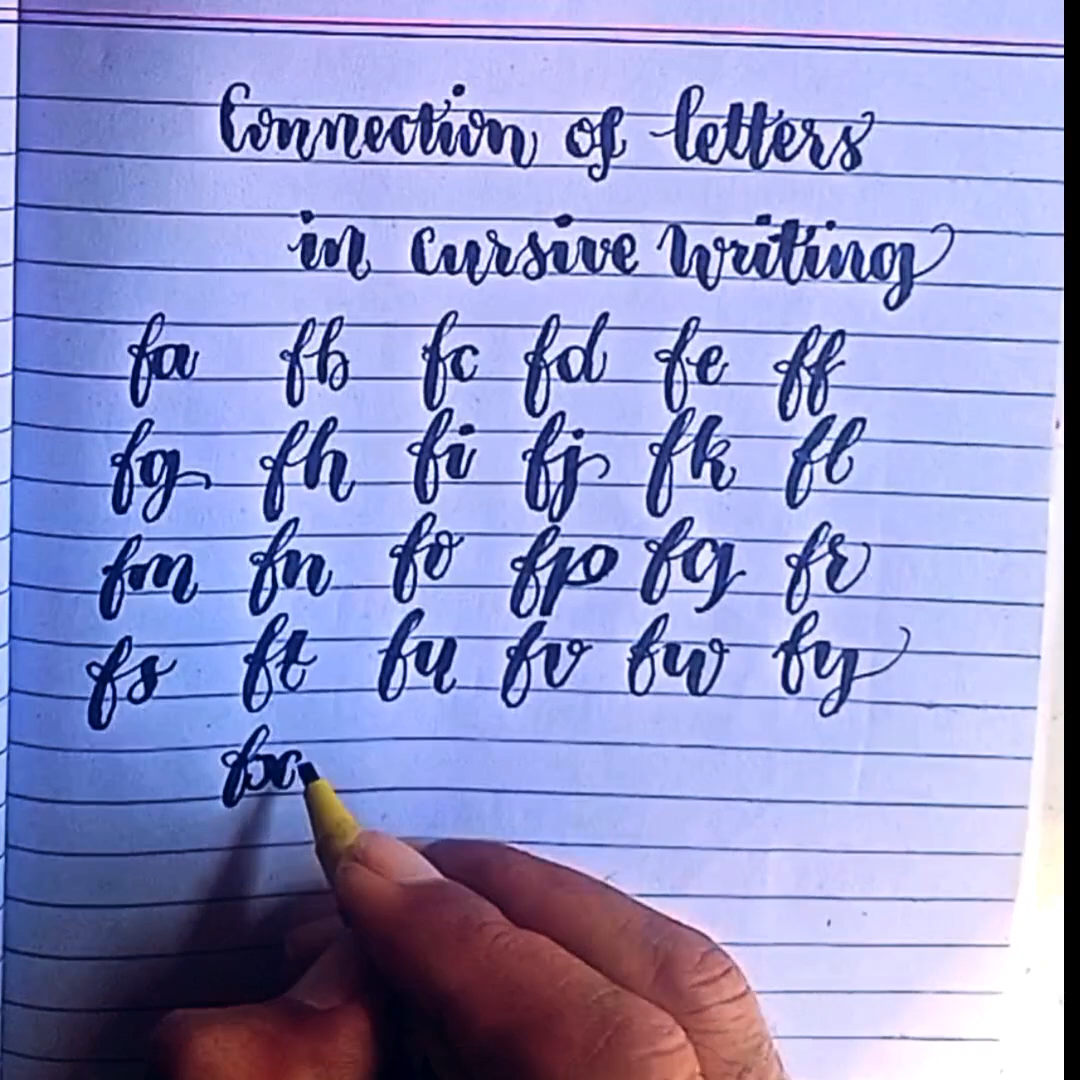 Connection of letters
in cursive writing
fa fb fc fd fe ff
fg fh fi fj fk fl
fm fn fo fp fq fr
fs ft fu fv fw fy
fx